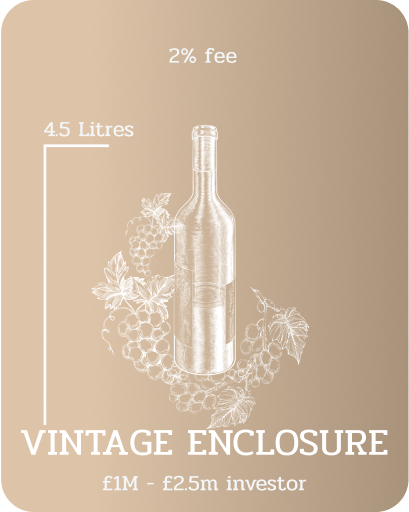 2% fee
4.5 Litres
VINTAGE ENCLOSURE
£1M - £2.5m investor